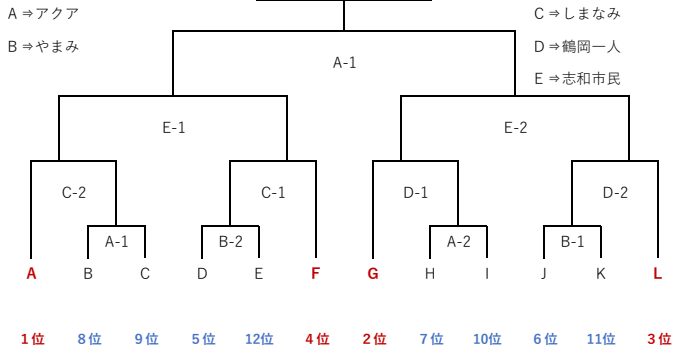 A ⇒アクア
B ⇒やまみ
C ⇒しまなみ
D ⇒鶴岡一人
E ⇒志和市民
A-1
E-1
E-2
C-2
C-1
D-1
D-2
A-1
B-2
A-2
B-1
A B C D E F G H I J K L
1位 8位 9位 5位 12位 4位 2位 7位 10位 6位 11位 3位